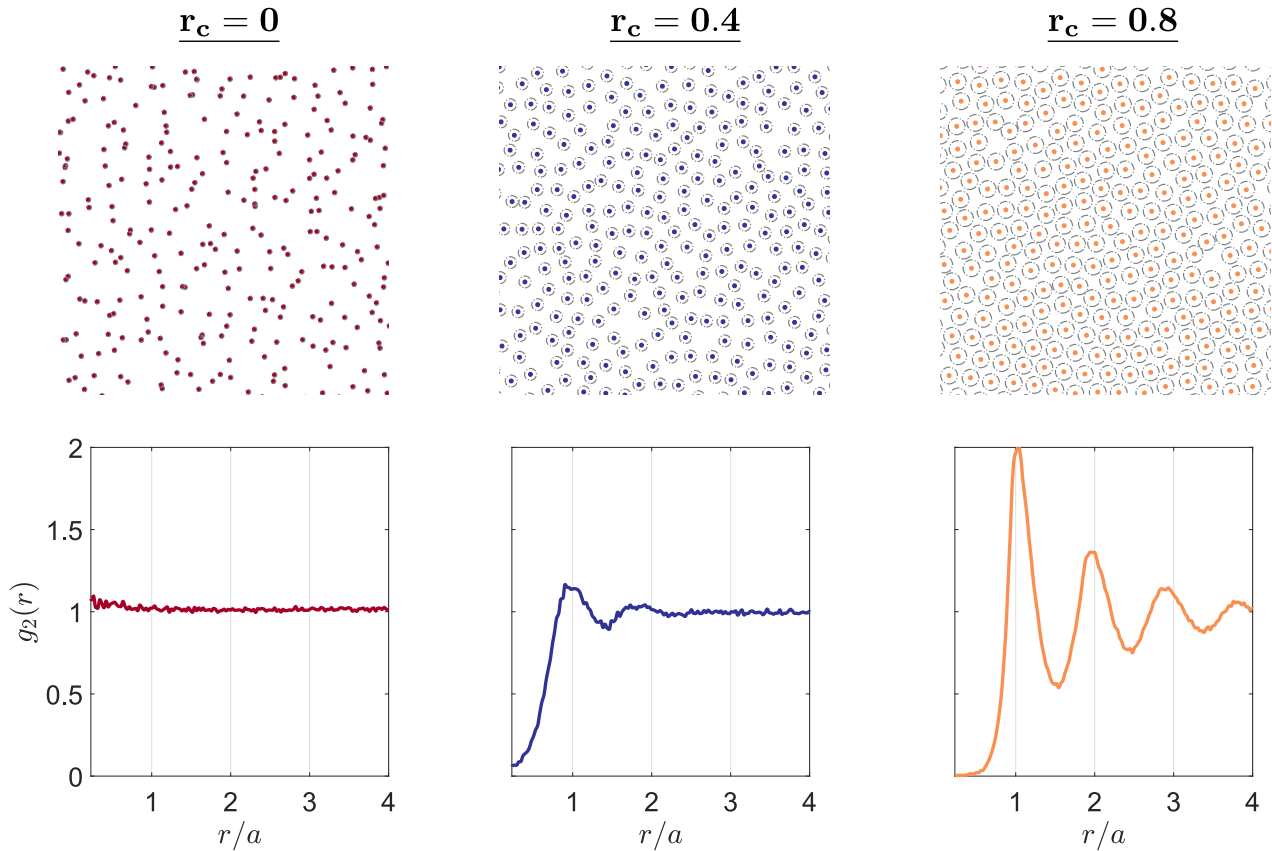 r_c = 0
r_c = 0.4
r_c = 0.8
2
1.5
1
0.5
0
g₂(r)
1 2 3 4
r/a
1 2 3 4
r/a
1 2 3 4
r/a